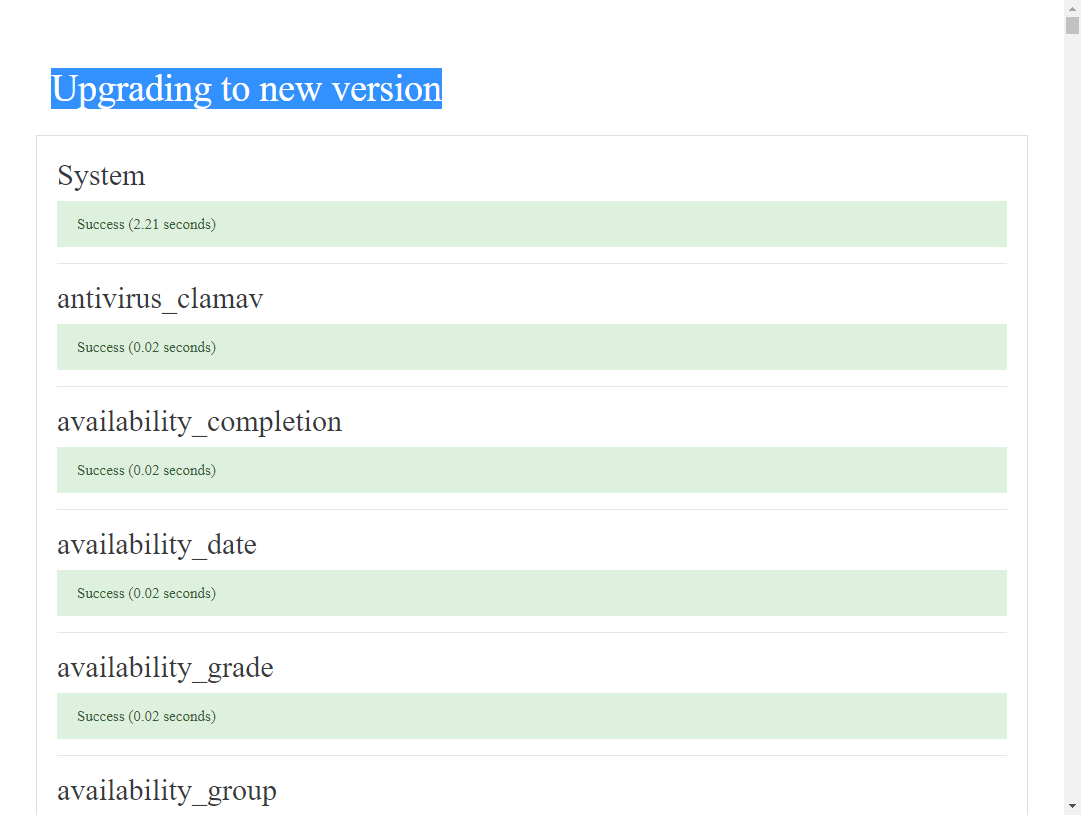 Upgrading to new version
System
Success (2.21 seconds)
antivirus_clamav
Success (0.02 seconds)
availability_completion
Success (0.02 seconds)
availability_date
Success (0.02 seconds)
availability_grade
Success (0.02 seconds)
availability_group